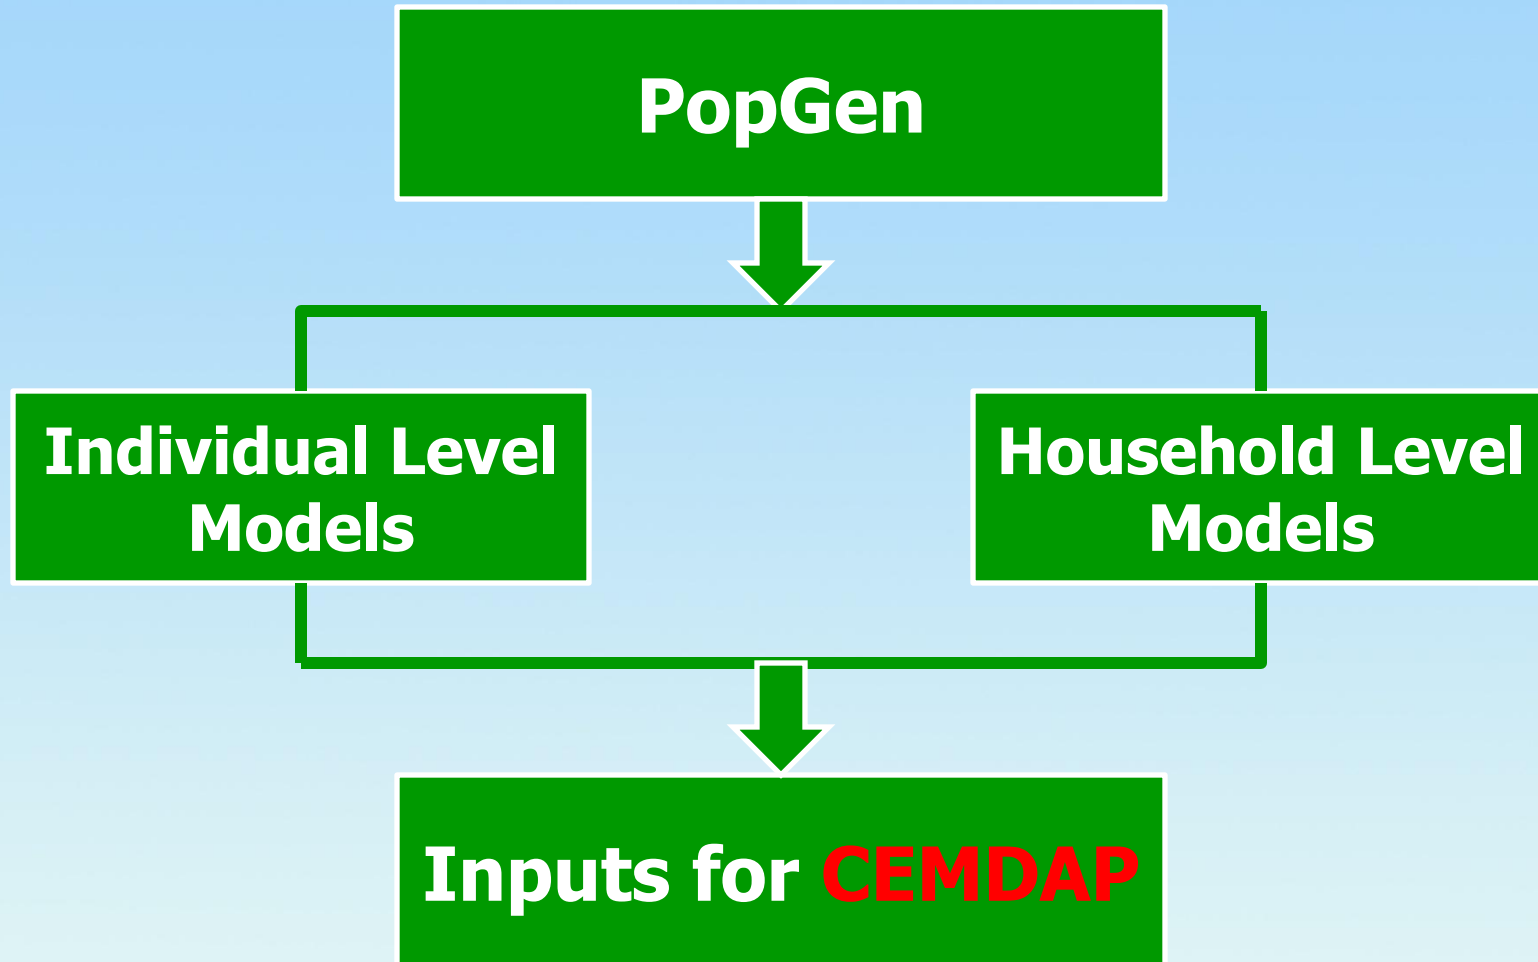 PopGen
Individual Level
Models
Household Level
Models
Inputs for CEMDAP